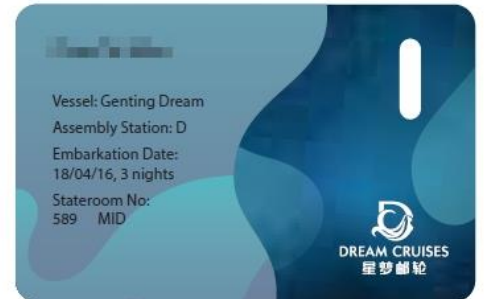 Vessel: Genting Dream
Assembly Station: D
Embarkation Date:
18/04/16, 3 nights
Stateroom No:
589 MID
DREAM CRUISES
星梦邮轮